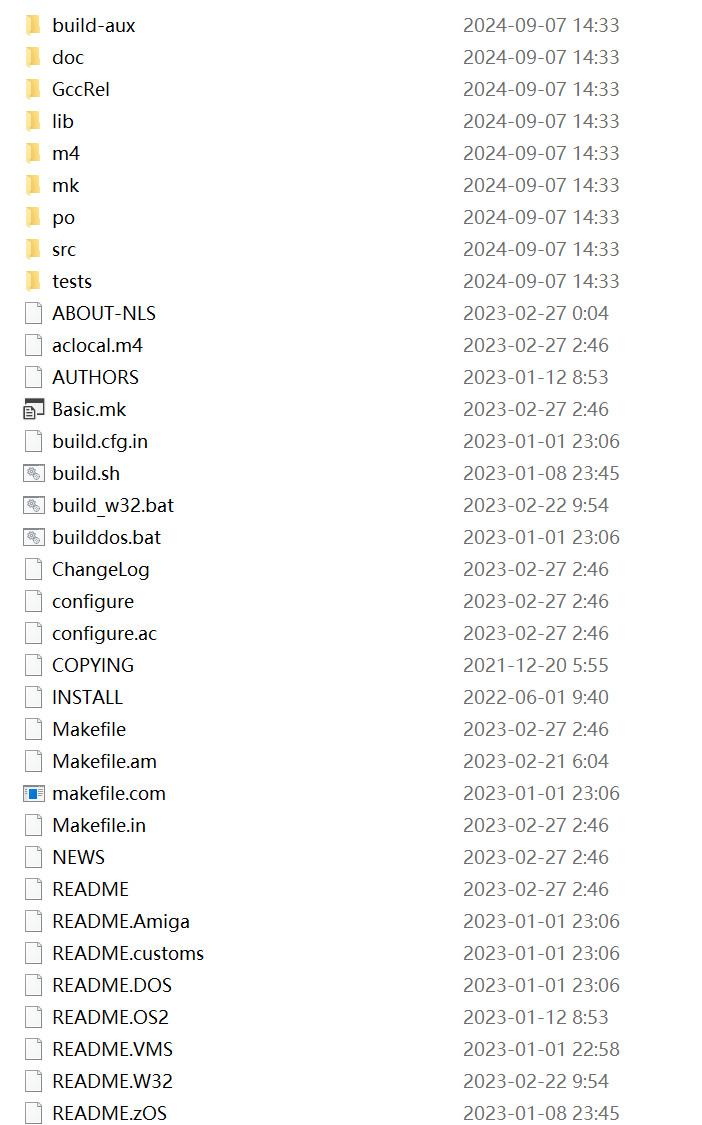 build-aux 2024-09-07 14:33
doc 2024-09-07 14:33
GccRel 2024-09-07 14:33
lib 2024-09-07 14:33
m4 2024-09-07 14:33
mk 2024-09-07 14:33
po 2024-09-07 14:33
src 2024-09-07 14:33
tests 2024-09-07 14:33
ABOUT-NLS 2023-02-27 0:04
aclocal.m4 2023-02-27 2:46
AUTHORS 2023-01-12 8:53
Basic.mk 2023-02-27 2:46
build.cfg.in 2023-01-01 23:06
build.sh 2023-01-08 23:45
build_w32.bat 2023-02-22 9:54
builddos.bat 2023-01-01 23:06
ChangeLog 2023-02-27 2:46
configure 2023-02-27 2:46
configure.ac 2023-02-27 2:46
COPYING 2021-12-20 5:55
INSTALL 2022-06-01 9:40
Makefile 2023-02-27 2:46
Makefile.am 2023-02-21 6:04
makefile.com 2023-01-01 23:06
Makefile.in 2023-02-27 2:46
NEWS 2023-02-27 2:46
README 2023-02-27 2:46
README.Amiga 2023-01-01 23:06
README.customs 2023-01-01 23:06
README.DOS 2023-01-01 23:06
README.OS2 2023-01-12 8:53
README.VMS 2023-01-01 22:58
README.W32 2023-02-22 9:54
README.zOS 2023-01-08 23:45